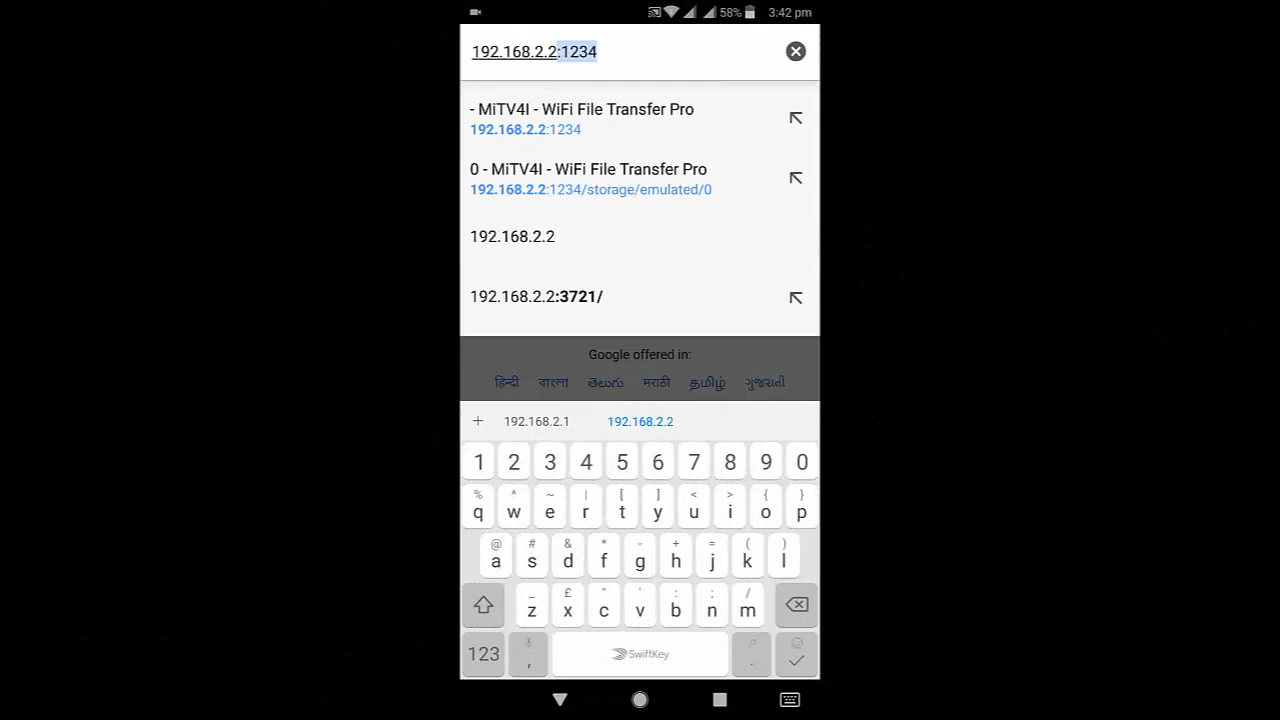 58% 3:42 pm
192.168.2.2:1234
- MiTV4I - WiFi File Transfer Pro
192.168.2.2:1234
0 - MiTV4I - WiFi File Transfer Pro
192.168.2.2:1234/storage/emulated/0
192.168.2.2
192.168.2.2:3721/
Google offered in:
हिन्दी বাংলা తెలుగు मराठी தமிழ் ગુજરાતી
+ 192.168.2.1 192.168.2.2
1 2 3 4 5 6 7 8 9 0
% ^ ~ | [ ] < > { }
q w e r t y u i o p
@ # & * - + = ( )
a s d f g h j k l
_ £ " ' : ; /
z x c v b n m
123 , SwiftKey .